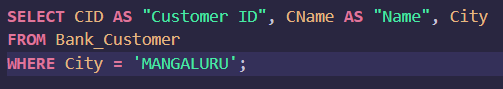 SELECT CID AS "Customer ID", CName AS "Name", City
FROM Bank_Customer
WHERE City = 'MANGALURU';